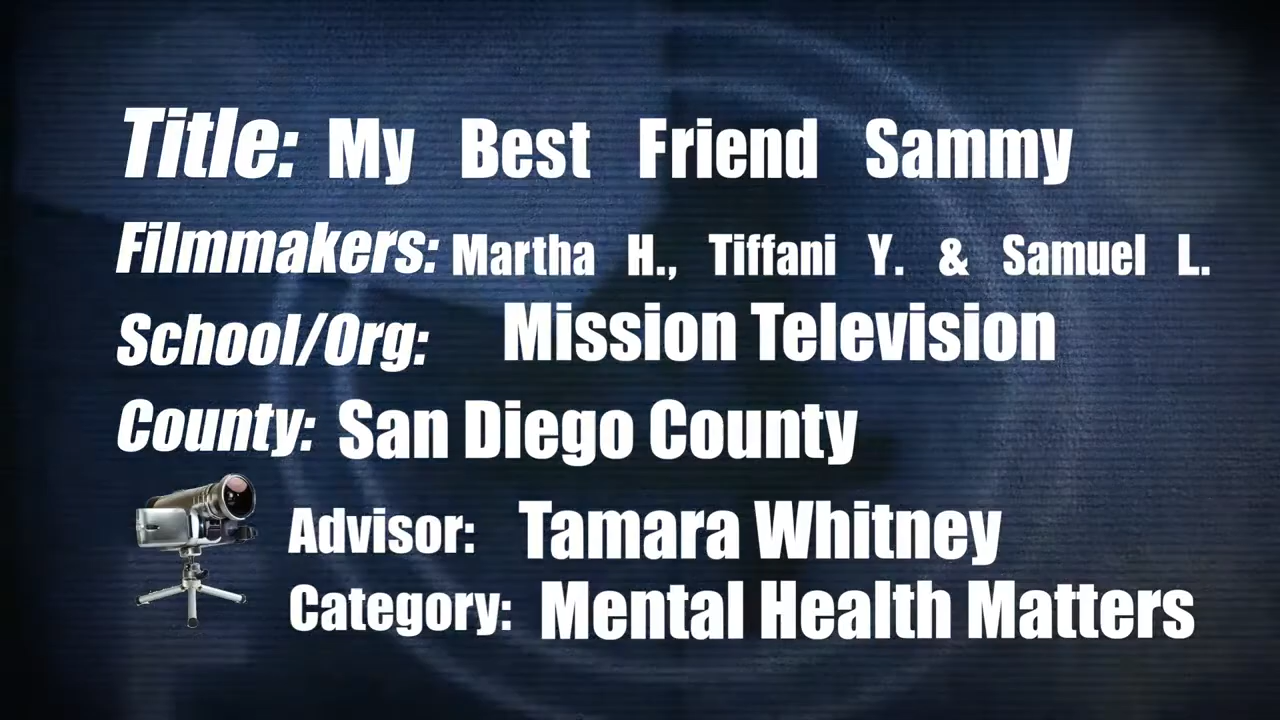 Title: My Best Friend Sammy
Filmmakers: Martha H., Tiffani Y. & Samuel L.
School/Org: Mission Television
County: San Diego County
Advisor: Tamara Whitney
Category: Mental Health Matters